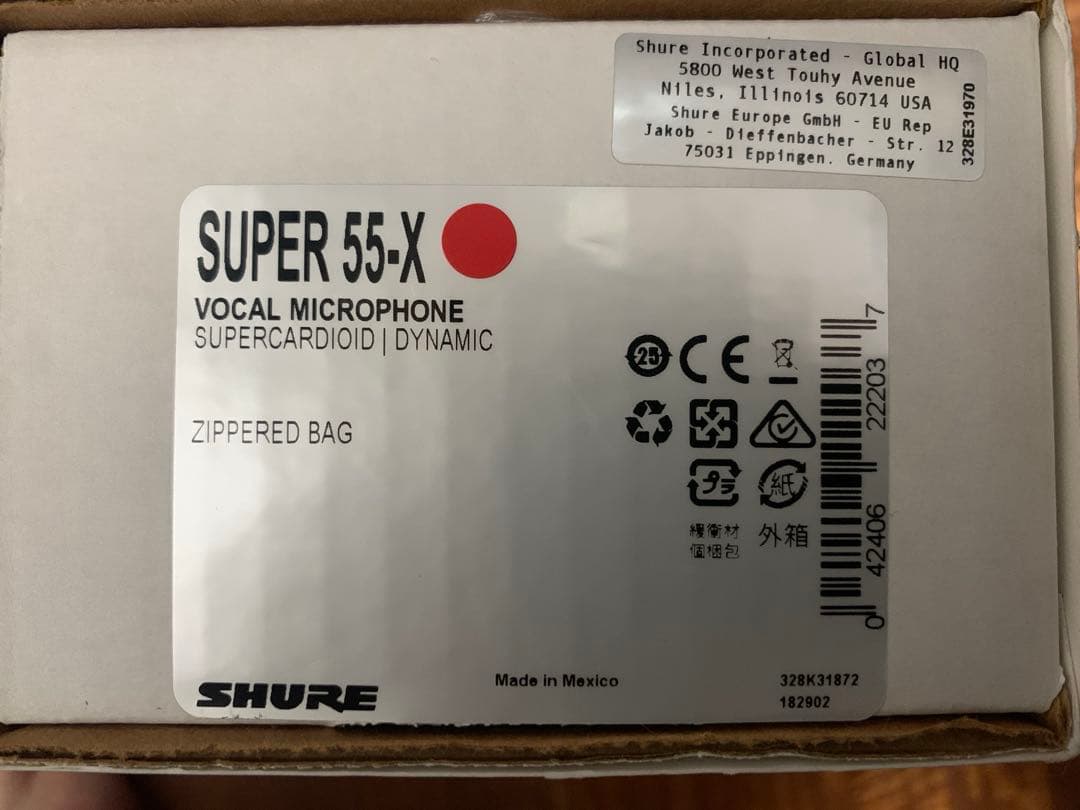 Shure Incorporated - Global HQ
5800 West Touhy Avenue
Niles, Illinois 60714 USA
Shure Europe GmbH - EU Rep
Jakob - Dieffenbacher - Str. 12
75031 Eppingen. Germany
328E31970
SUPER 55-X
VOCAL MICROPHONE
SUPERCARDIOID | DYNAMIC
ZIPPERED BAG
25
CE
プラ
紙
緩衝材
個梱包
外箱
0 42406 22203 7
SHURE
Made in Mexico
328K31872
182902